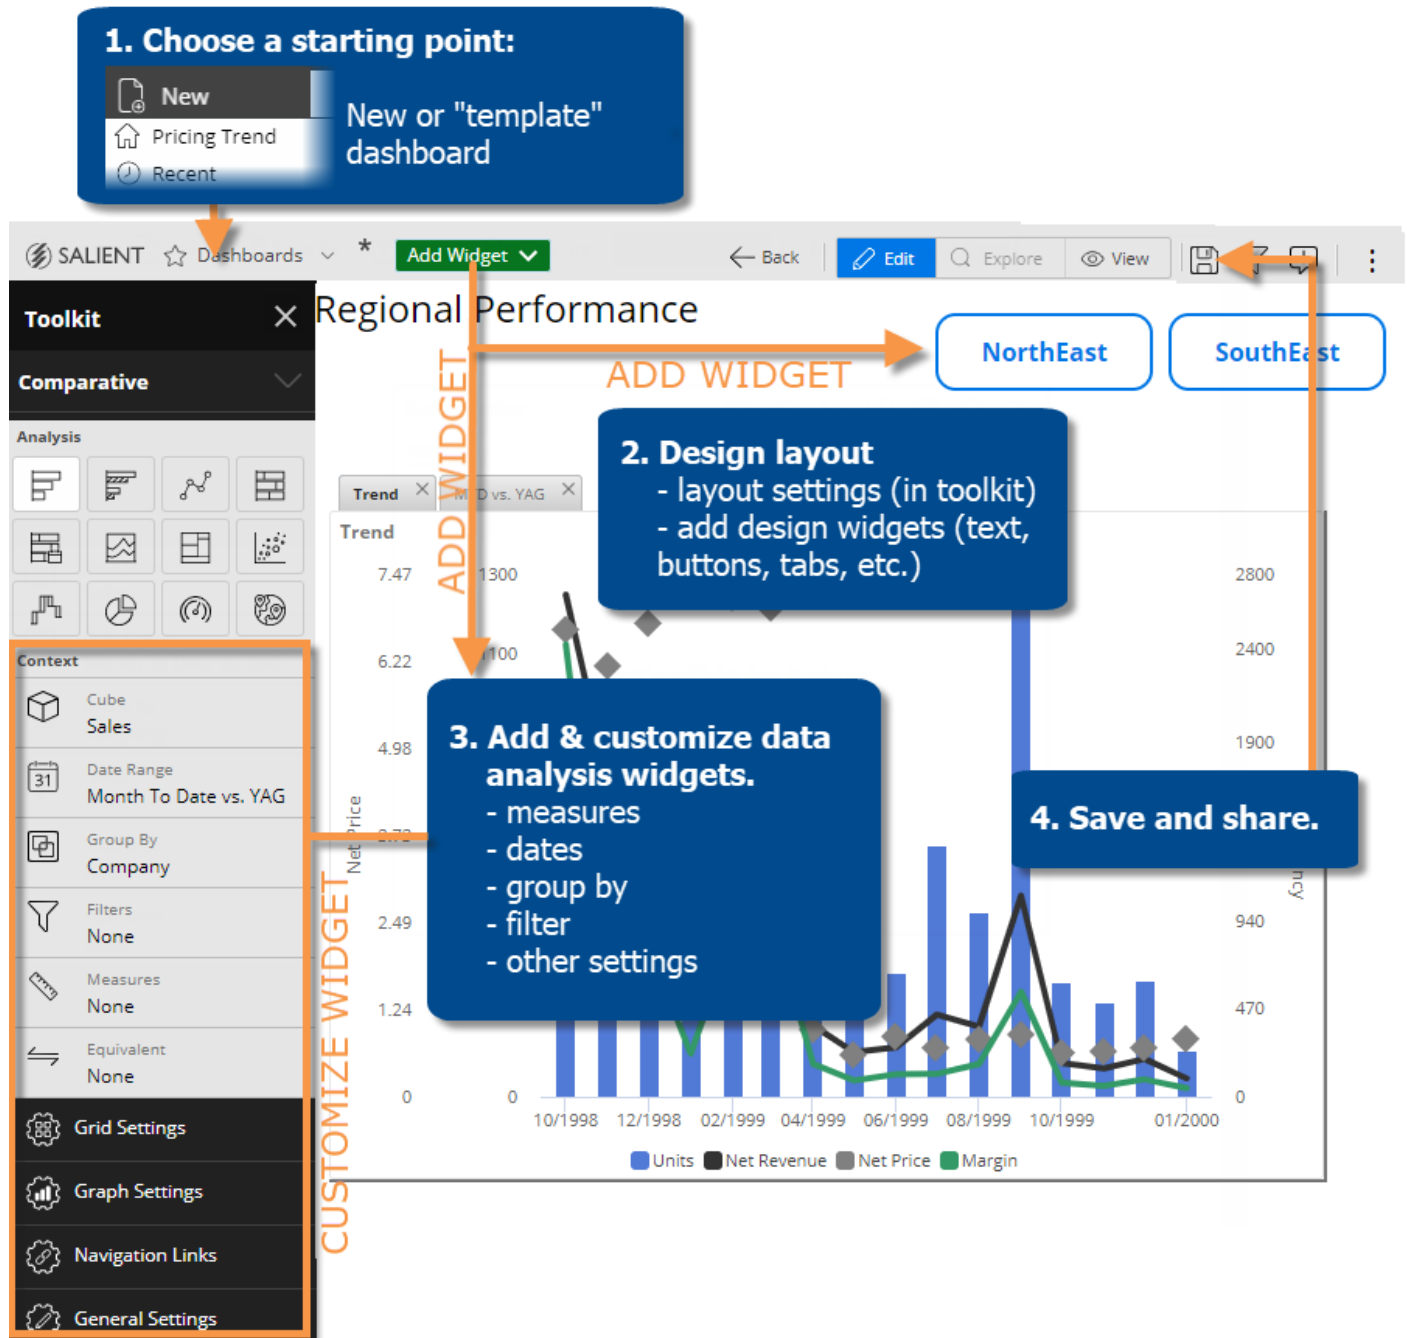 1. Choose a starting point:
New
Pricing Trend
Recent
New or "template"
dashboard
SALIENT
Dashboards
*
Add Widget
Back
Edit
Explore
View
Toolkit
Regional Performance
NorthEast
SouthEast
Comparative
ADD WIDGET
ADD WIDGET
Analysis
2. Design layout
- layout settings (in toolkit)
- add design widgets (text,
buttons, tabs, etc.)
Trend
vs. YAG
Trend
7.47
1300
2800
6.22
1100
2400
4.98
1900
Net Price
2.49
940
1.24
470
0
0
0
Context
Cube
Sales
Date Range
Month To Date vs. YAG
Group By
Company
Filters
None
Measures
None
Equivalent
None
Grid Settings
Graph Settings
Navigation Links
General Settings
CUSTOMIZE WIDGET
3. Add & customize data
analysis widgets.
- measures
- dates
- group by
- filter
- other settings
4. Save and share.
10/1998
12/1998
02/1999
04/1999
06/1999
08/1999
10/1999
01/2000
Units
Net Revenue
Net Price
Margin